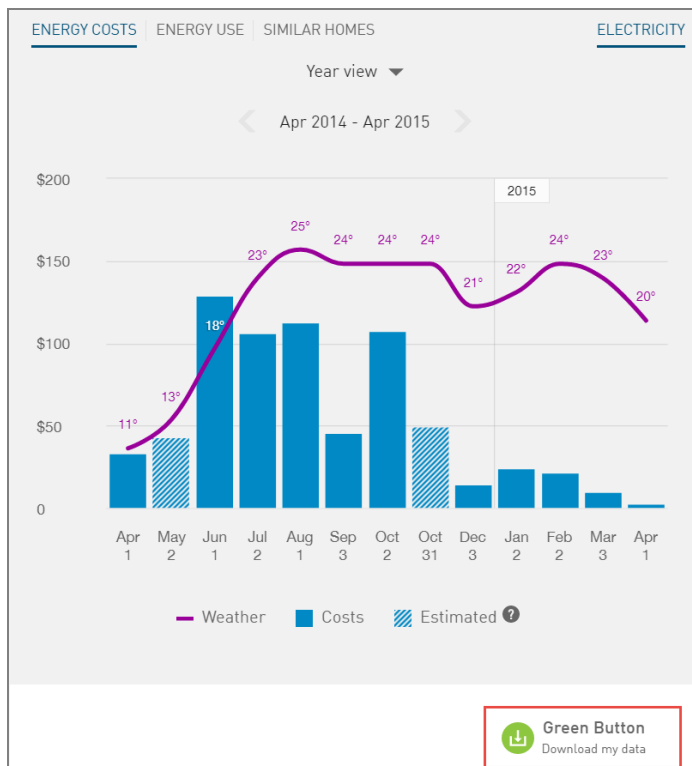 ENERGY COSTS ENERGY USE SIMILAR HOMES ELECTRICITY
Year view
Apr 2014 - Apr 2015
$200
2015
25°
24° 24° 24° 24°
23° 23°
22°
21°
20°
$150
18°
$100
13°
11°
$50
0
Apr May Jun Jul Aug Sep Oct Oct Dec Jan Feb Mar Apr
1 2 1 2 1 3 2 31 3 2 2 3 1
Weather Costs Estimated ?
Green Button
Download my data